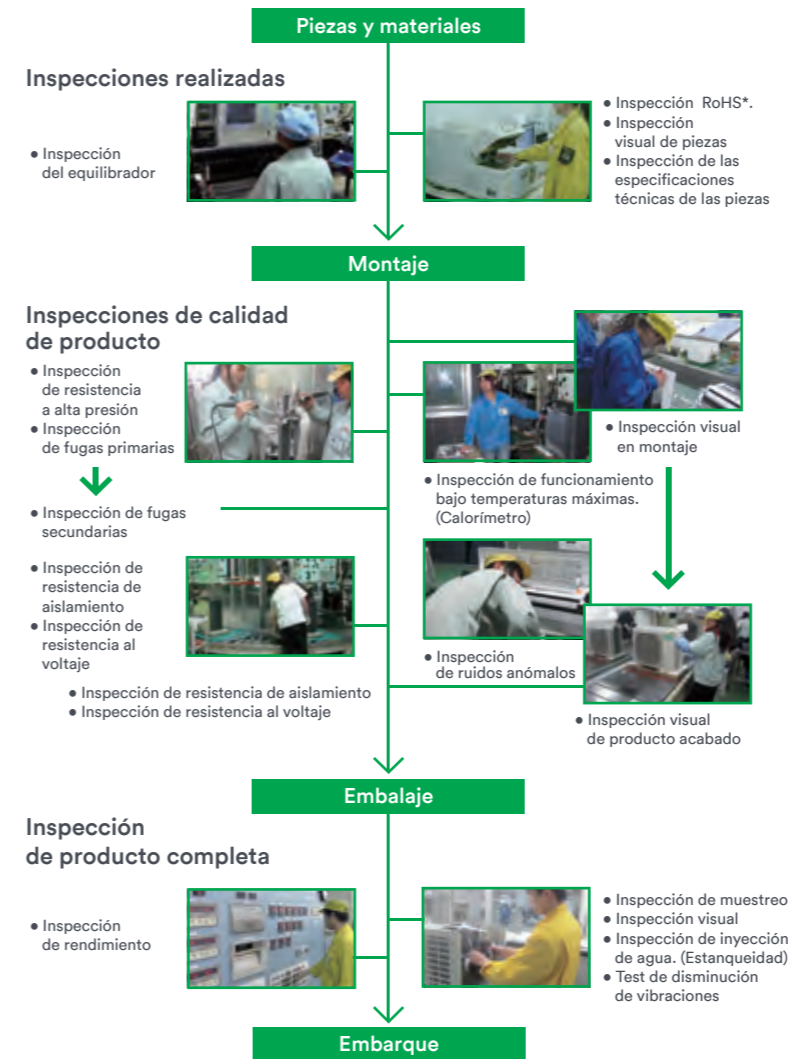 Piezas y materiales
Inspecciones realizadas
● Inspección
del equilibrador
● Inspección RoHS*.
● Inspección
visual de piezas
● Inspección de las
especificaciones
técnicas de las piezas
Montaje
Inspecciones de calidad
de producto
● Inspección
de resistencia
a alta presión
● Inspección
de fugas primarias
● Inspección visual
en montaje
● Inspección de funcionamiento
bajo temperaturas máximas.
(Calorímetro)
● Inspección de fugas
secundarias
● Inspección de
resistencia de
aislamiento
● Inspección de
resistencia al
voltaje
● Inspección
de ruidos anómalos
● Inspección de resistencia de aislamiento
● Inspección de resistencia al voltaje
● Inspección visual
de producto acabado
Embalaje
Inspección
de producto completa
● Inspección
de rendimiento
● Inspección de muestreo
● Inspección visual
● Inspección de inyección
de agua. (Estanqueidad)
● Test de disminución
de vibraciones
Embarque